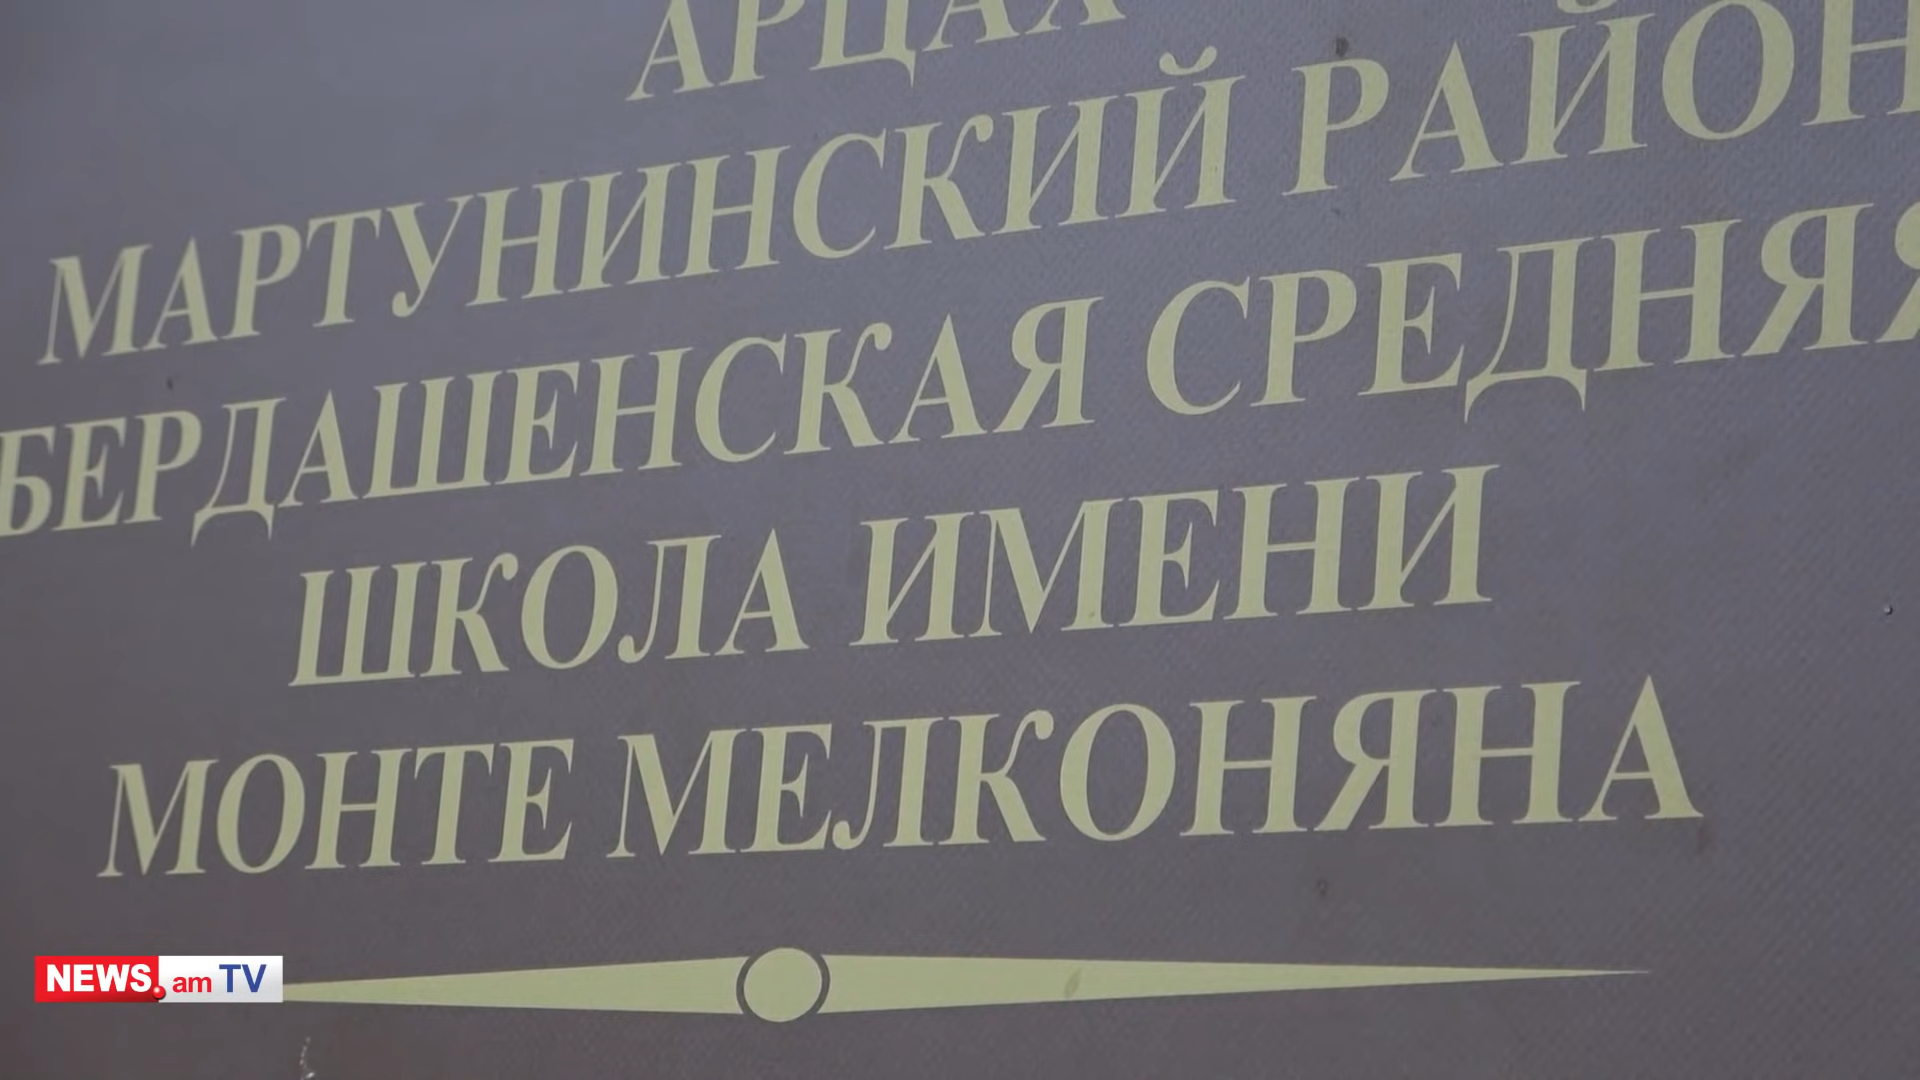 АРЦАХ
МАРТУНИНСКИЙ РАЙОН
БЕРДАШЕНСКАЯ СРЕДНЯЯ
ШКОЛА ИМЕНИ
МОНТЕ МЕЛКОНЯНА
NEWS.am TV